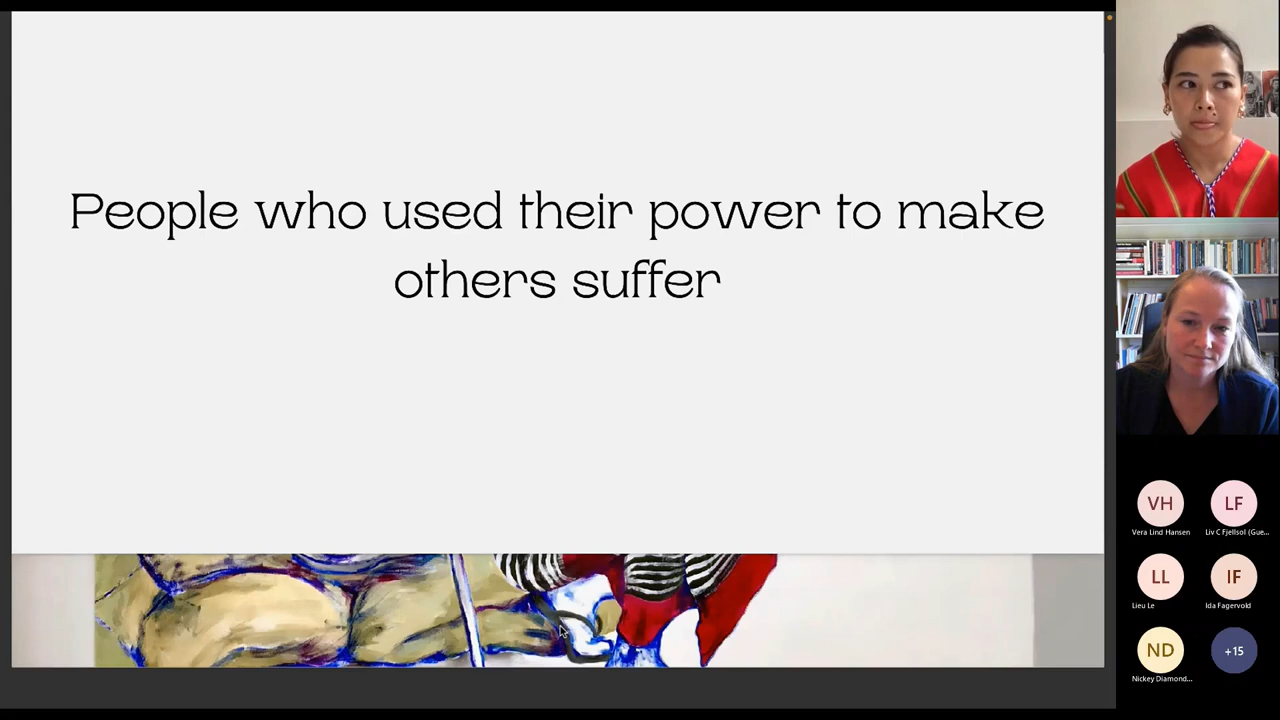 People who used their power to make
others suffer
VH
LF
Vera Lind Hansen
Liv C Fjellsol (Gue...
LL
IF
Lieu Le
Ida Fagervold
ND
+15
Nickey Diamond...